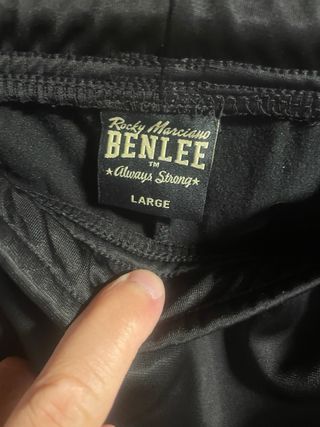 Rocky Marciano
BENLEE
TM
★Always Strong★
LARGE